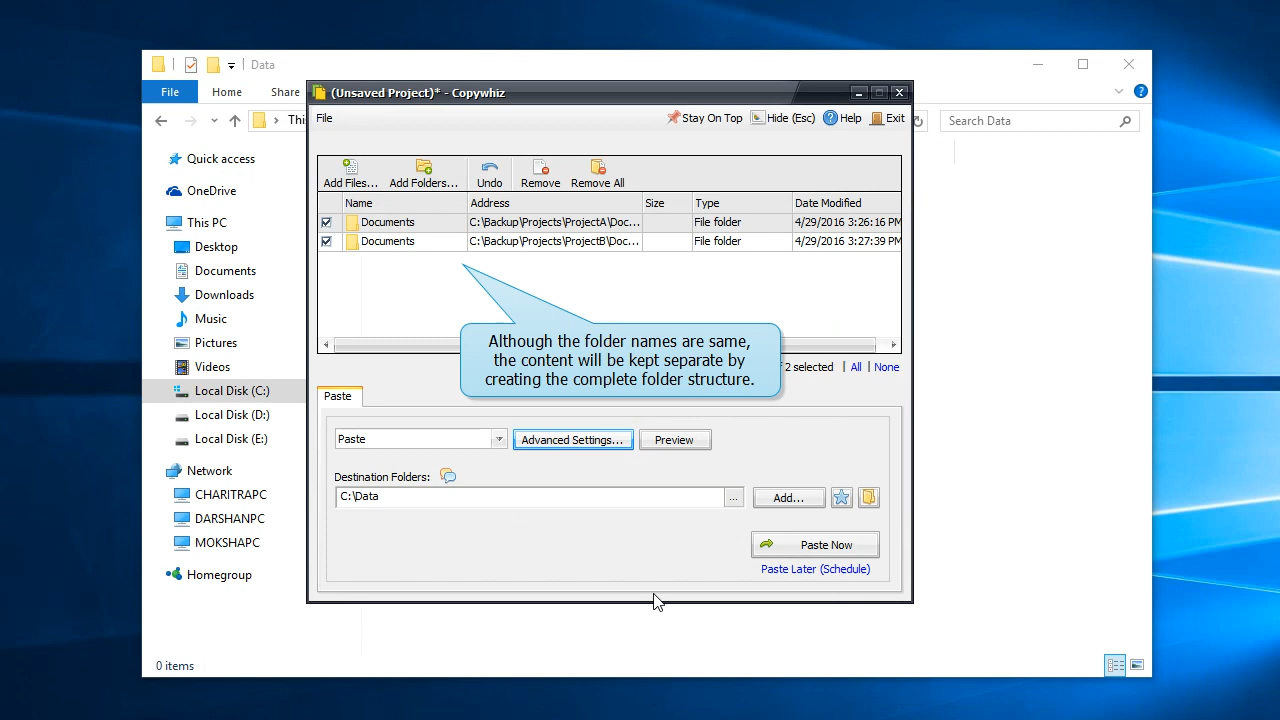 Data
File
Home
Share
Thi
Search Data
(Unsaved Project)* - Copywhiz
File
Stay On Top
Hide (Esc)
Help
Exit
Add Files...
Add Folders...
Undo
Remove
Remove All
Name Address Size Type Date Modified
Documents C:\Backup\Projects\ProjectA\Doc... File folder 4/29/2016 3:26:16 PM
Documents C:\Backup\Projects\ProjectB\Doc... File folder 4/29/2016 3:27:39 PM
Although the folder names are same,
the content will be kept separate by
creating the complete folder structure.
2 selected | All | None
Paste
Paste
Advanced Settings...
Preview
Destination Folders:
C:\Data
...
Add...
Paste Now
Paste Later (Schedule)
Quick access
OneDrive
This PC
Desktop
Documents
Downloads
Music
Pictures
Videos
Local Disk (C:)
Local Disk (D:)
Local Disk (E:)
Network
CHARITRAPC
DARSHANPC
MOKSHAPC
Homegroup
0 items